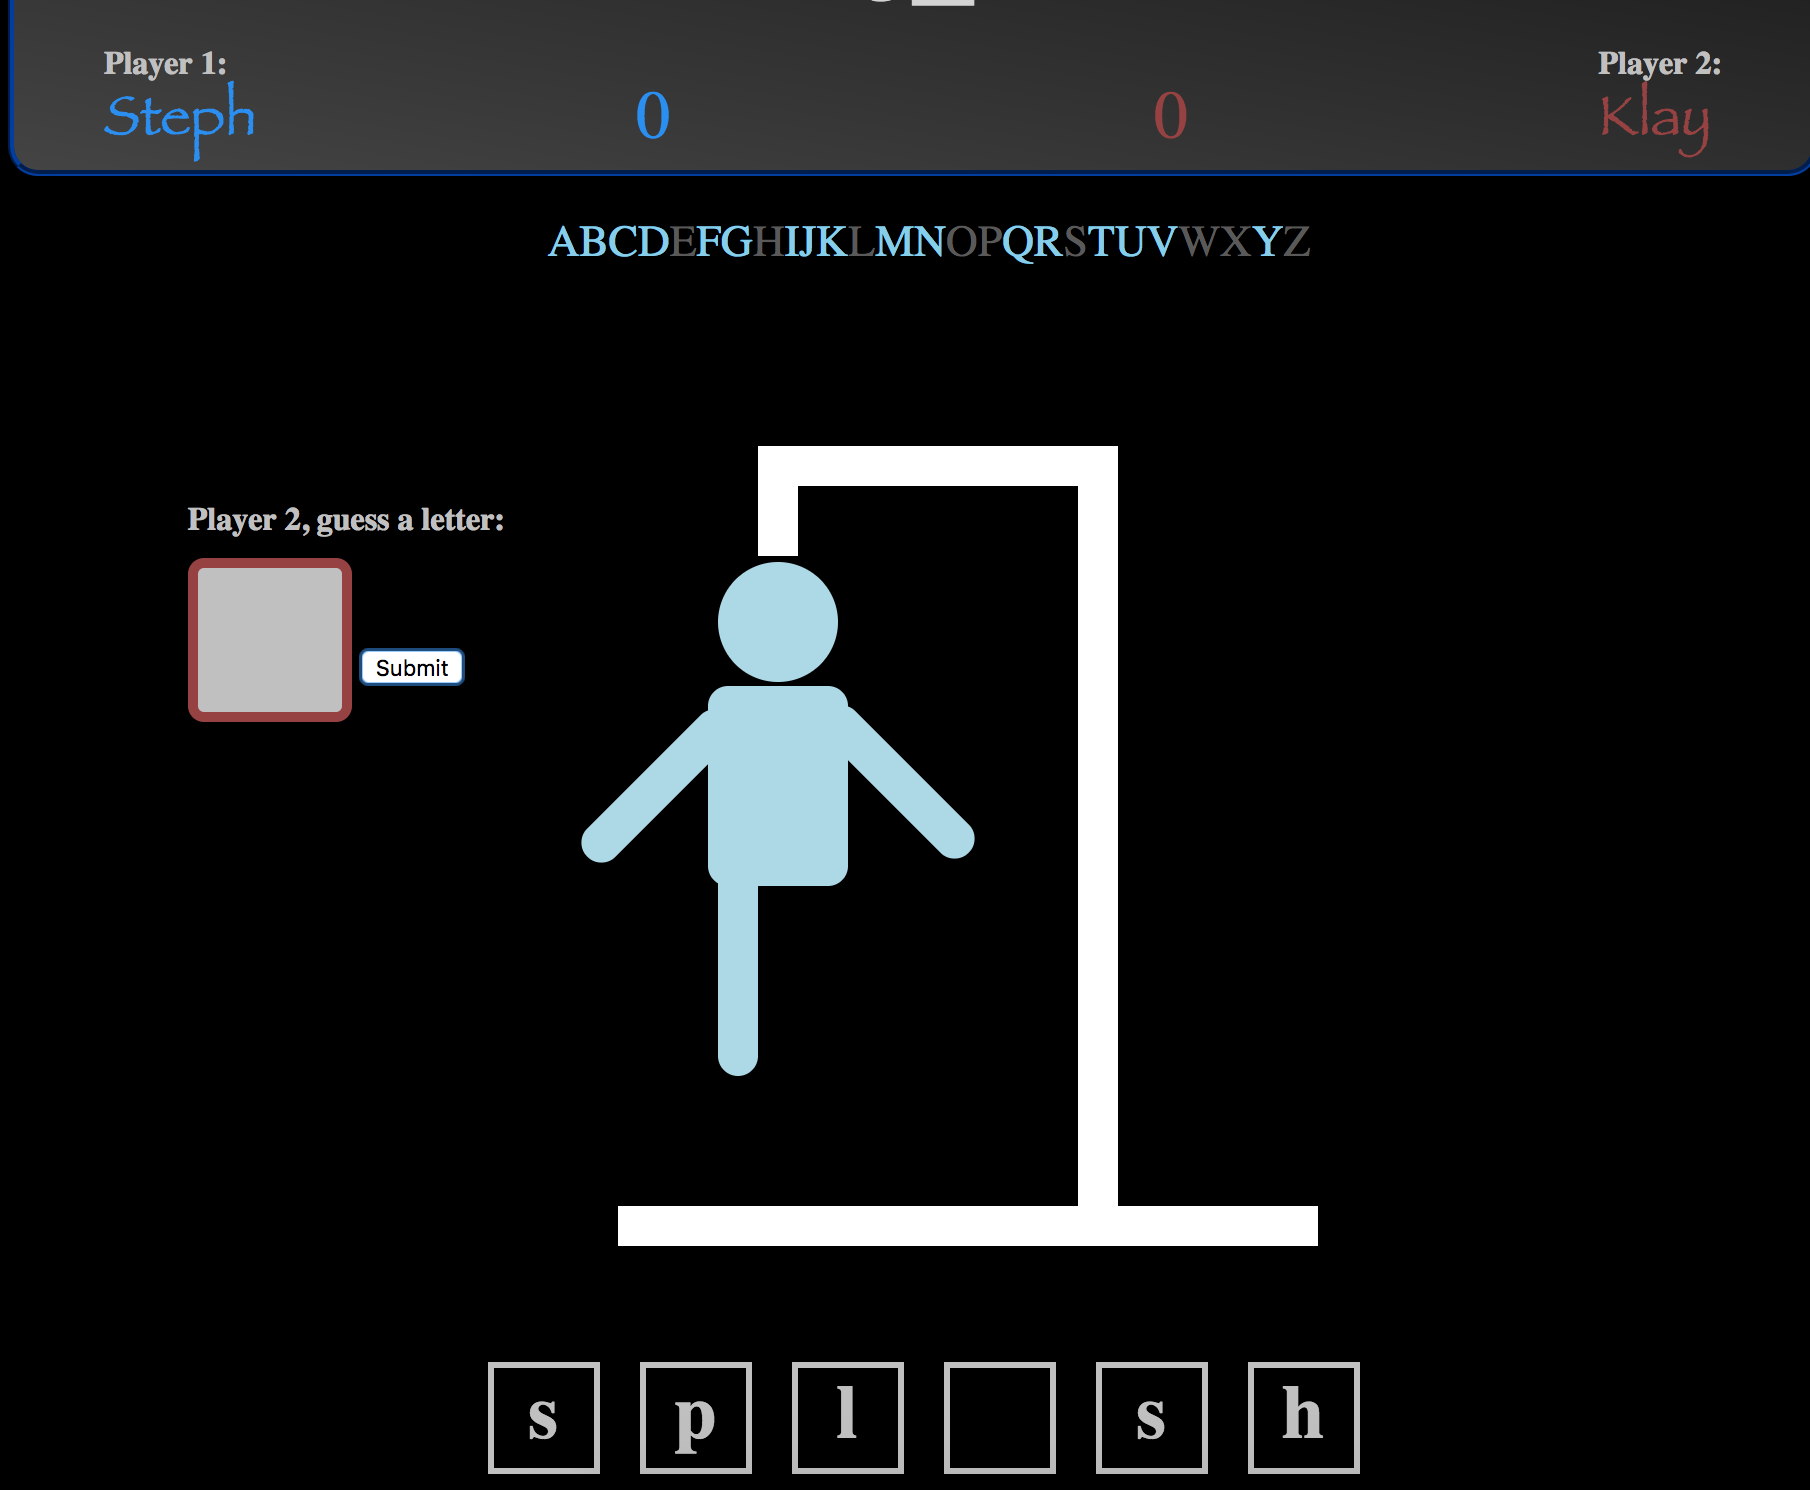 Player 1:
Player 2:
Steph 0 0 Klay
ABCDEFGHIJKLMNOPQRSTUVWXYZ
Player 2, guess a letter:
Submit
s p l s h